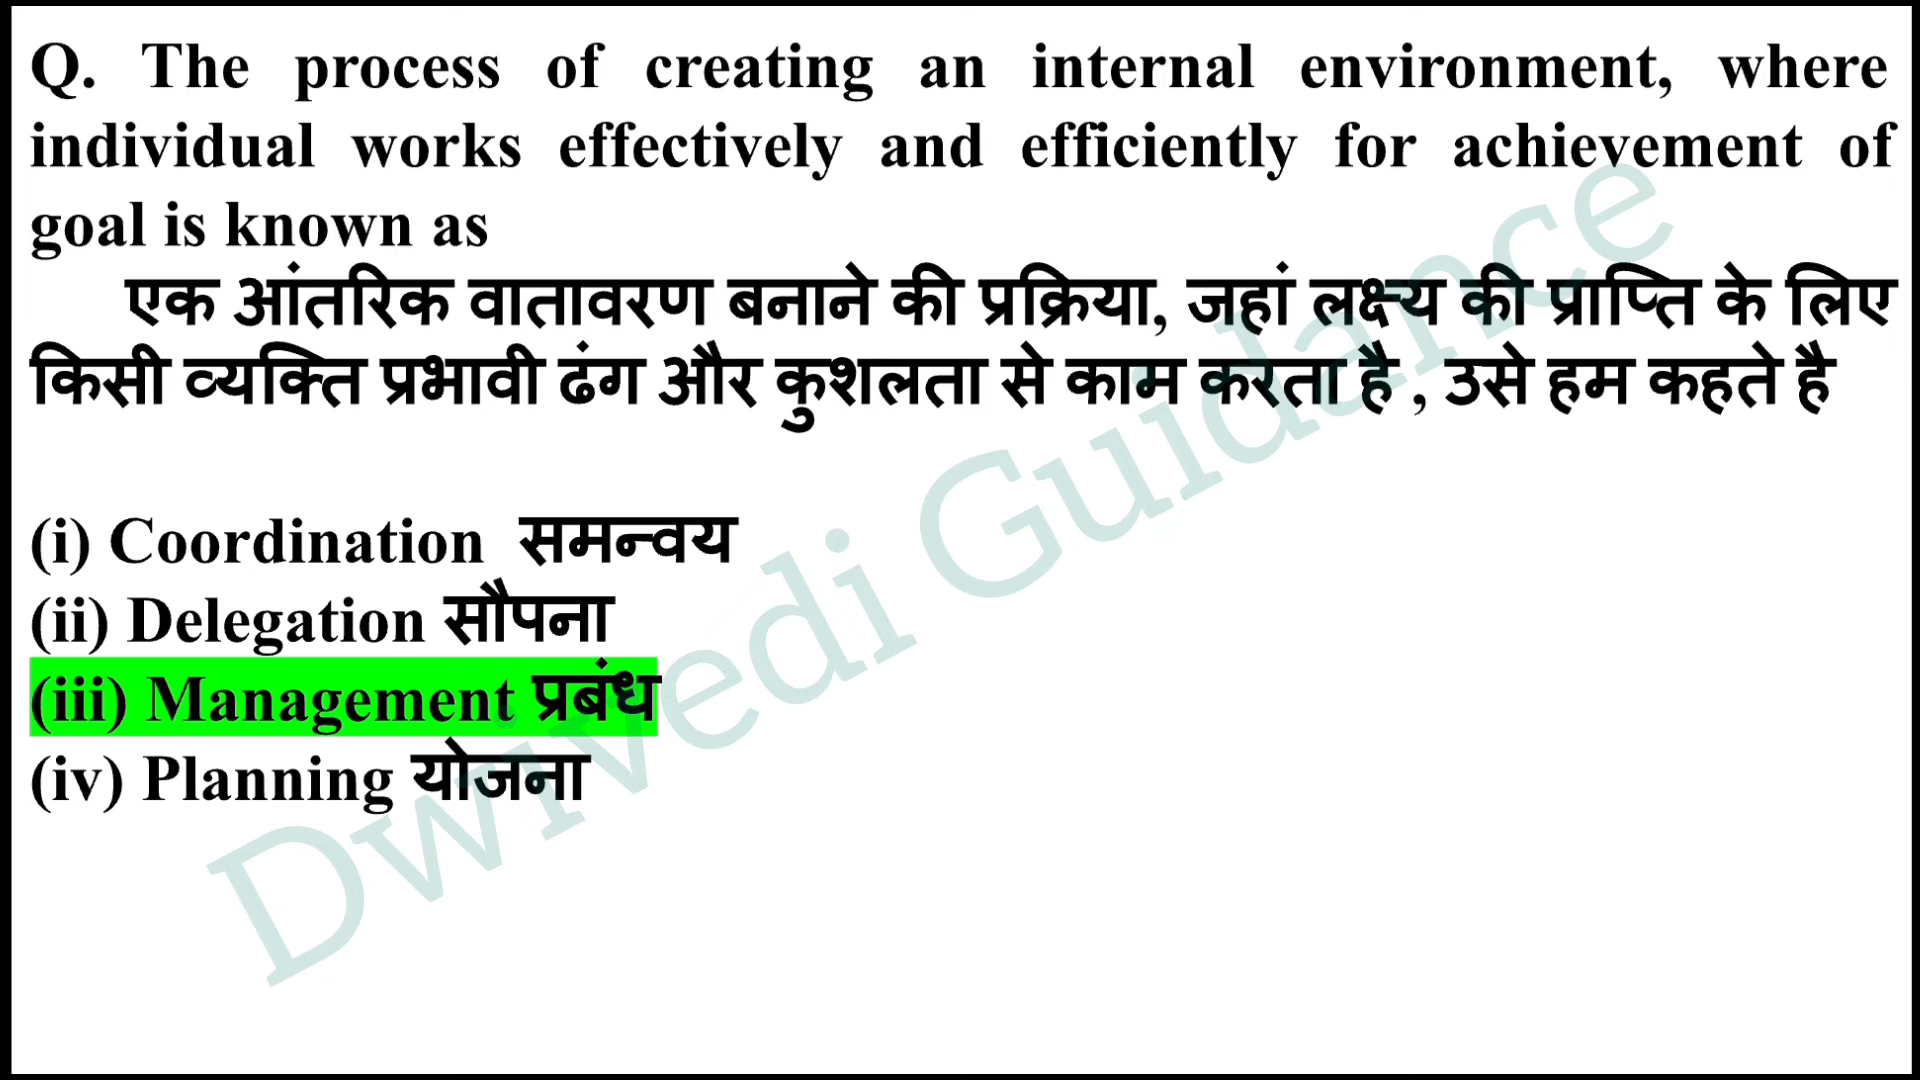 Q. The process of creating an internal environment, where
individual works effectively and efficiently for achievement of
goal is known as
एक आंतरिक वातावरण बनाने की प्रक्रिया, जहां लक्ष्य की प्राप्ति के लिए
किसी व्यक्ति प्रभावी ढंग और कुशलता से काम करता है , उसे हम कहते है
(i) Coordination समन्वय
(ii) Delegation सौपना
(iii) Management प्रबंध
(iv) Planning योजना
Dwivedi Guidance